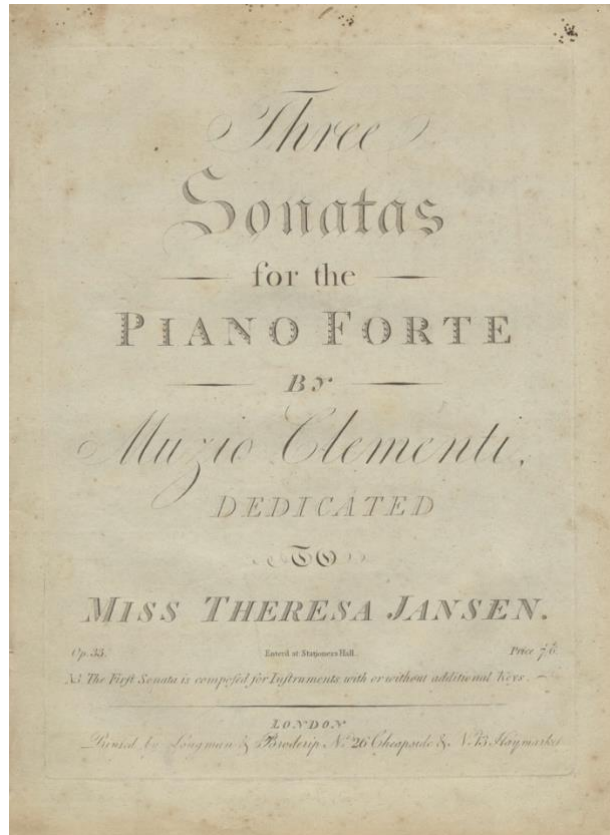 Three
Sonatas
for the
PIANO FORTE
By
Muzio Clementi,
DEDICATED
TO
MISS THERESA JANSEN.
Op. 33. Enterd at Stationers Hall. Price 7/6
NB The First Sonata is composed for Instruments with or without additional Keys.
LONDON
Printed by Longman & Broderip No. 26 Cheapside & No. 13 Haymarket